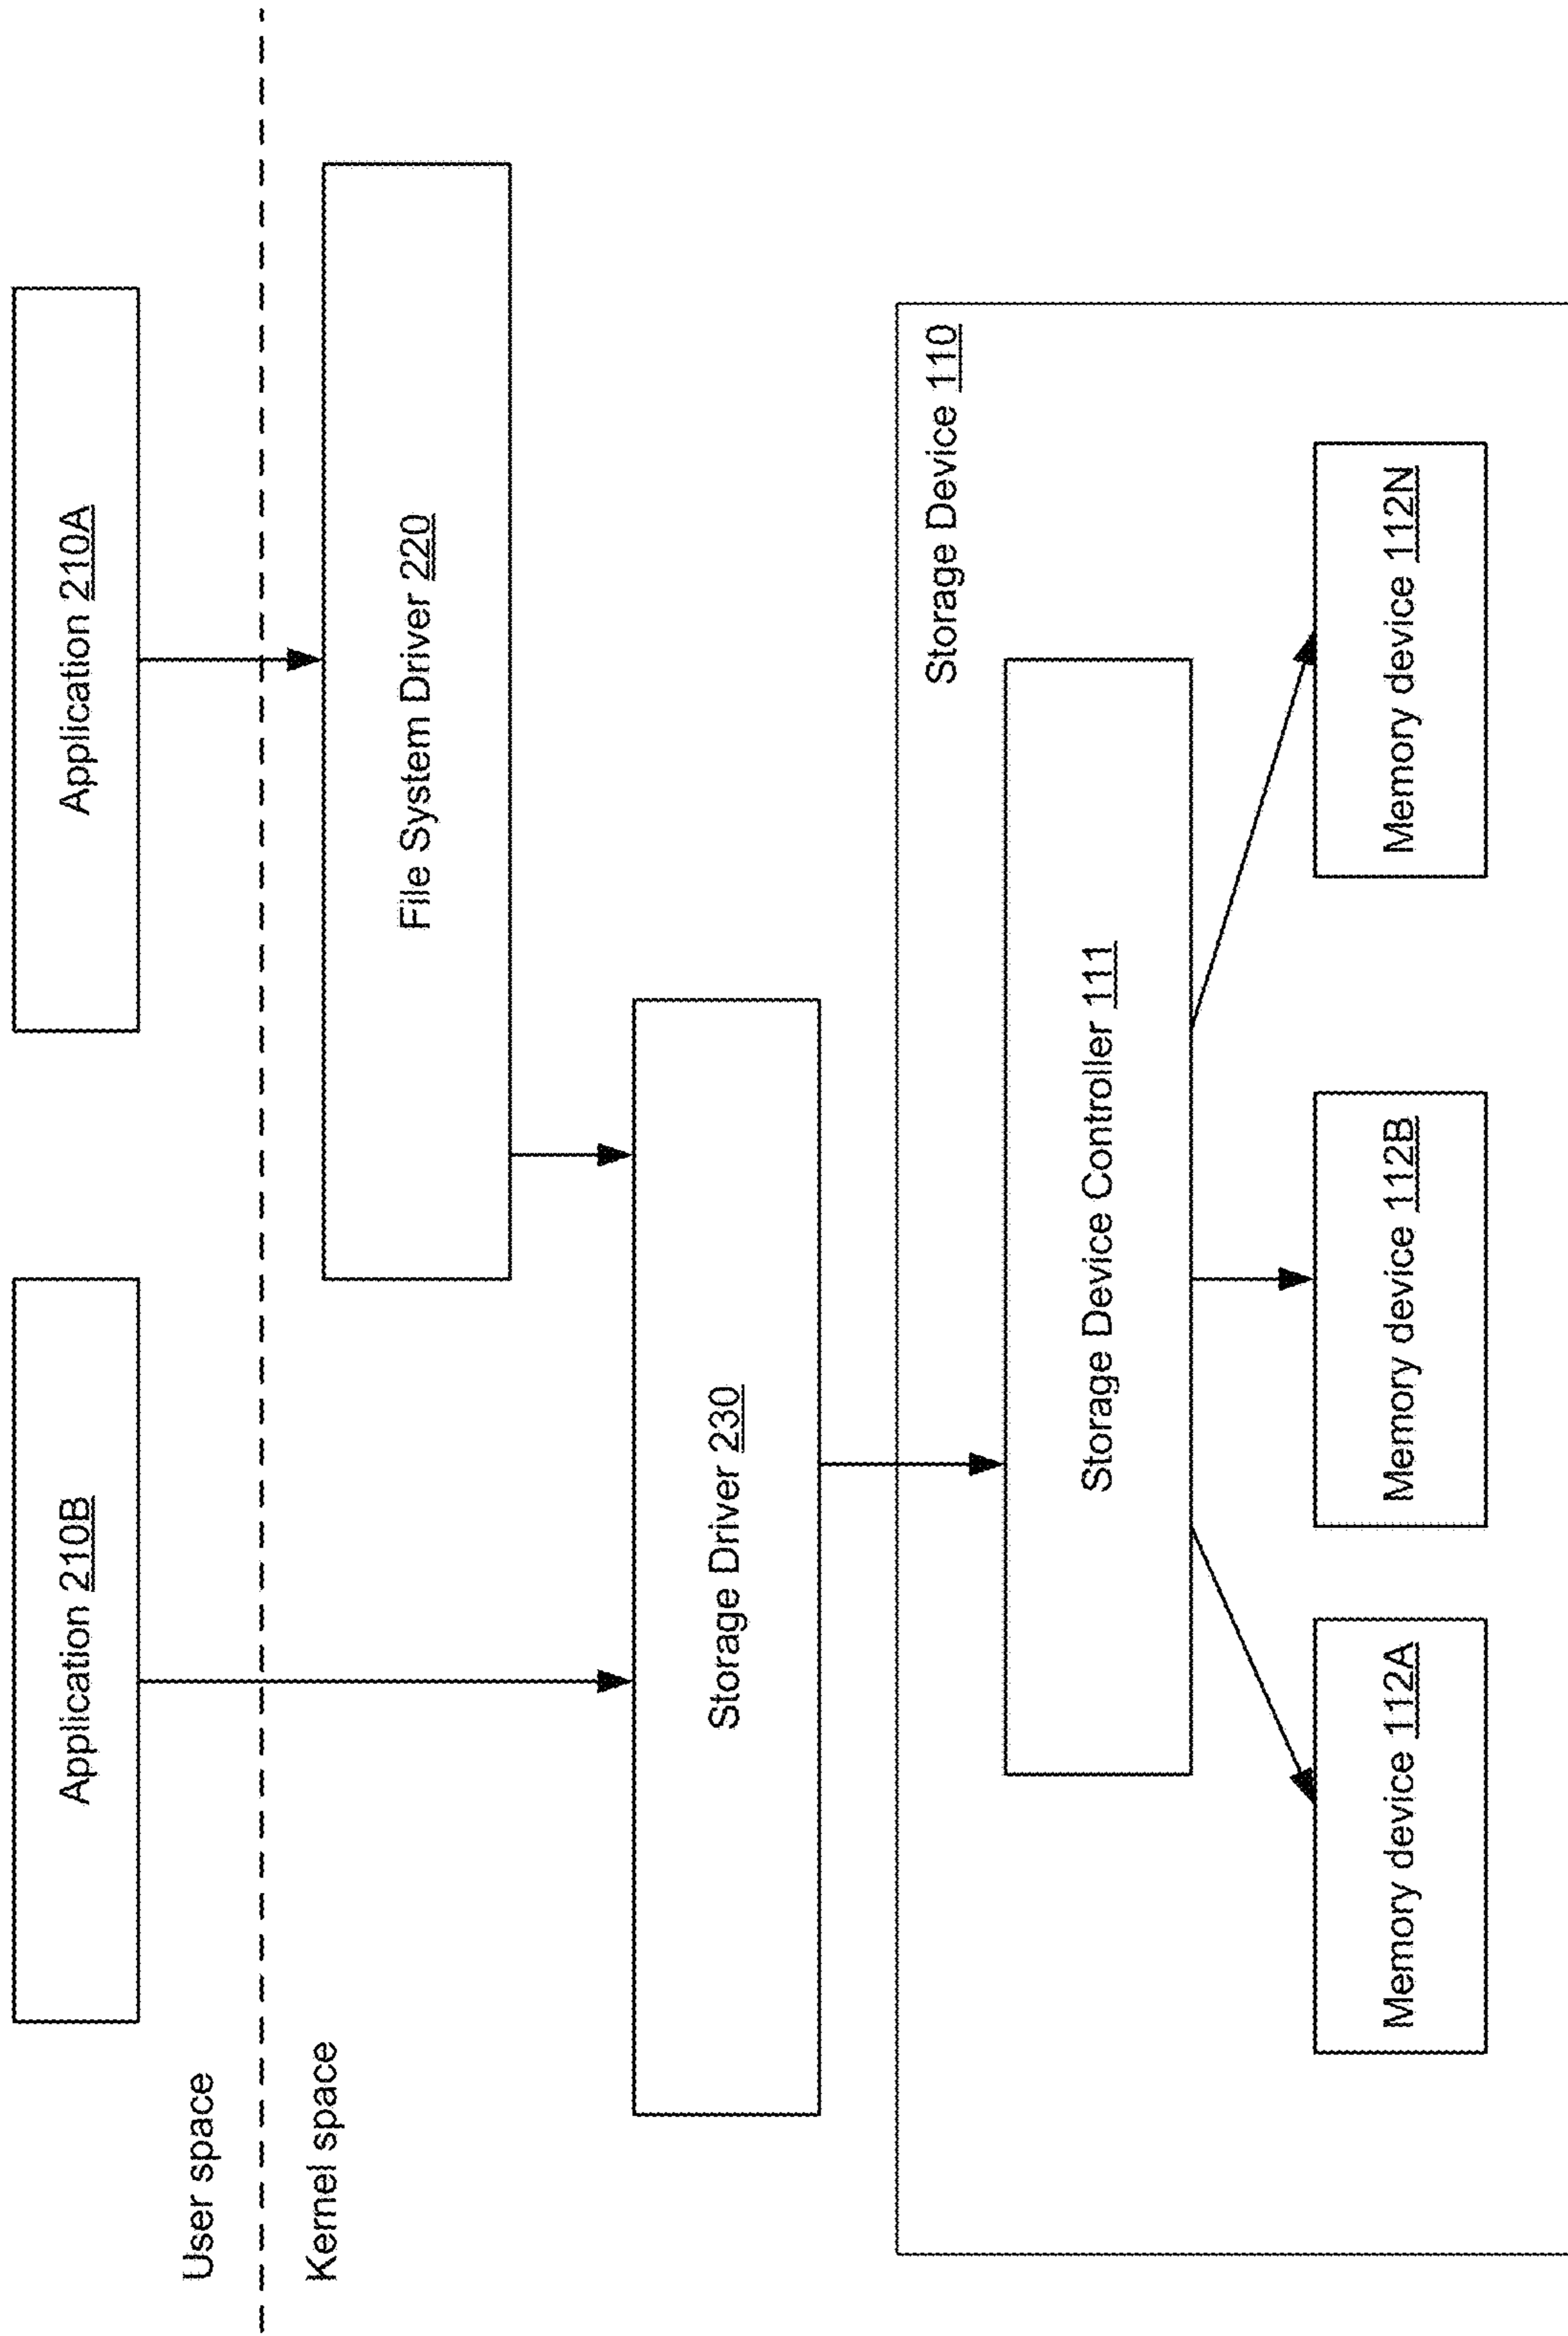 Application 210B
Application 210A
User space
Kernel space
File System Driver 220
Storage Driver 230
Storage Device 110
Storage Device Controller 111
Memory device 112A
Memory device 112B
Memory device 112N